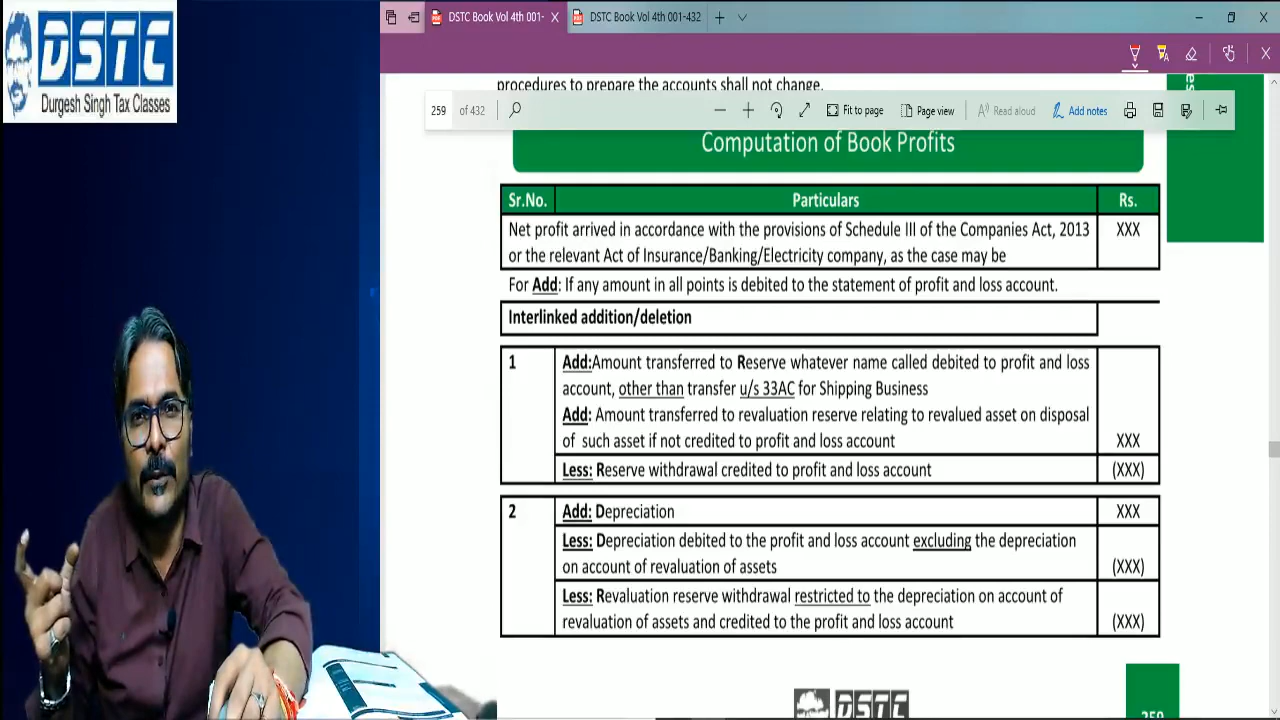 DSTC
Durgesh Singh Tax Classes
DSTC Book Vol 4th 001-
DSTC Book Vol 4th 001-432
procedures to prepare the accounts shall not change.
259 of 432
Fit to page
Page view
Read aloud
Add notes
Computation of Book Profits
Sr.No. Particulars Rs.
Net profit arrived in accordance with the provisions of Schedule III of the Companies Act, 2013 XXX
or the relevant Act of Insurance/Banking/Electricity company, as the case may be
For Add: If any amount in all points is debited to the statement of profit and loss account.
Interlinked addition/deletion
1 Add:Amount transferred to Reserve whatever name called debited to profit and loss
account, other than transfer u/s 33AC for Shipping Business
Add: Amount transferred to revaluation reserve relating to revalued asset on disposal
of such asset if not credited to profit and loss account XXX
Less: Reserve withdrawal credited to profit and loss account (XXX)
2 Add: Depreciation XXX
Less: Depreciation debited to the profit and loss account excluding the depreciation
on account of revaluation of assets (XXX)
Less: Revaluation reserve withdrawal restricted to the depreciation on account of
revaluation of assets and credited to the profit and loss account (XXX)
DSTC
259